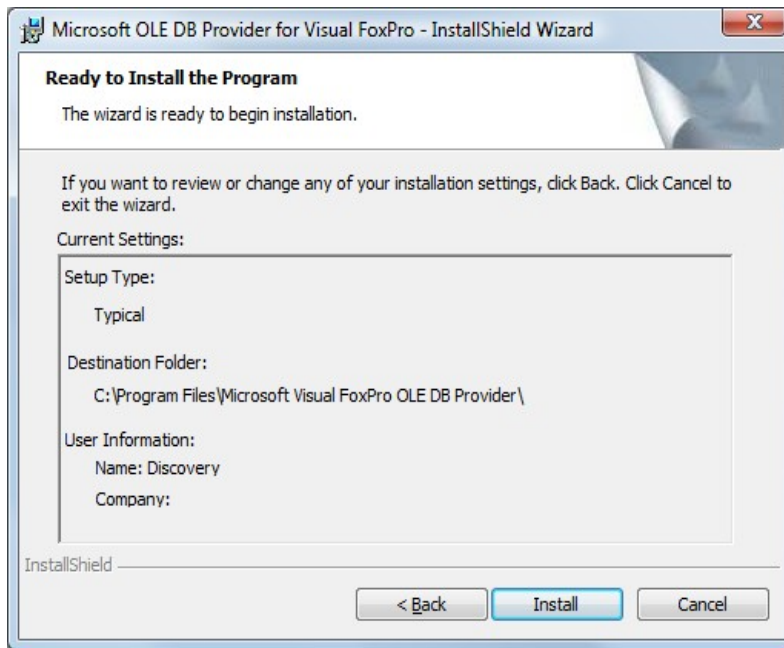 Microsoft OLE DB Provider for Visual FoxPro - InstallShield Wizard
Ready to Install the Program
The wizard is ready to begin installation.
If you want to review or change any of your installation settings, click Back. Click Cancel to
exit the wizard.
Current Settings:
Setup Type:
Typical
Destination Folder:
C:\Program Files\Microsoft Visual FoxPro OLE DB Provider\
User Information:
Name: Discovery
Company:
InstallShield
< Back
Install
Cancel